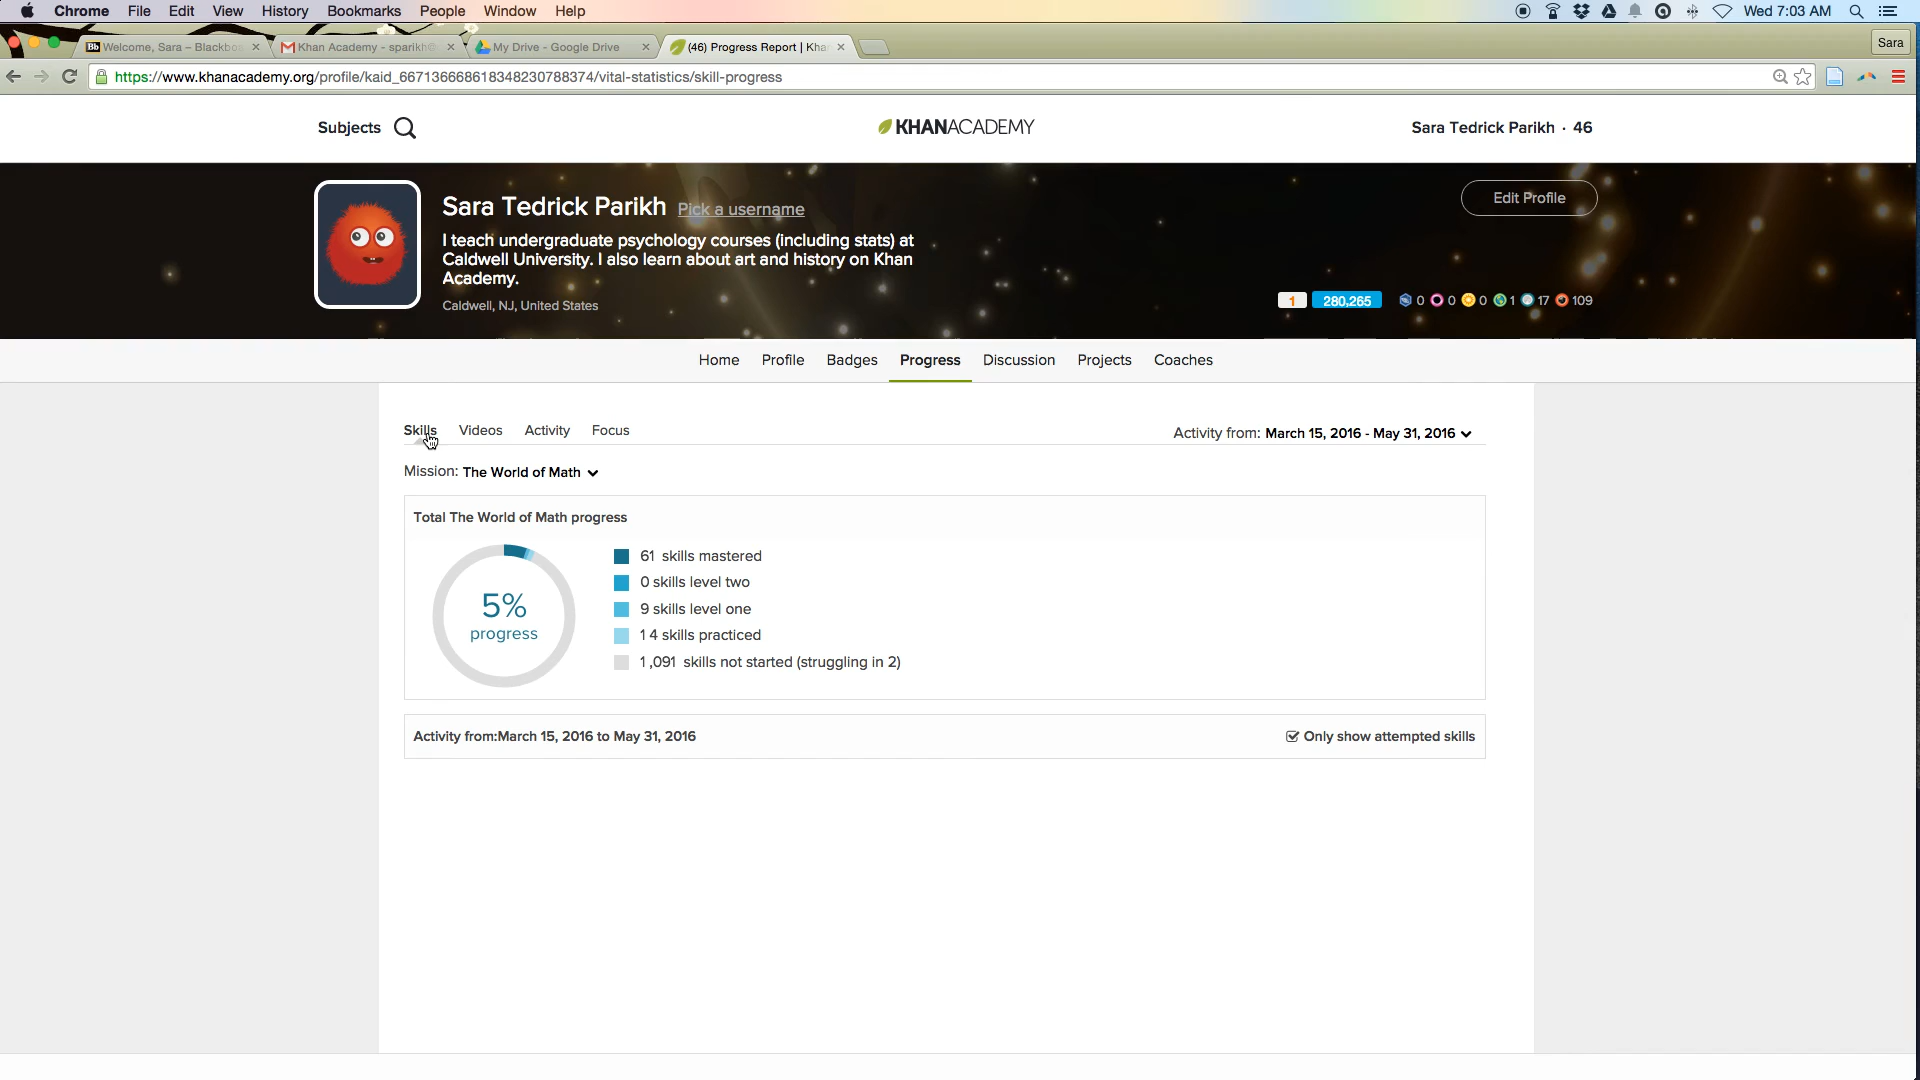 Chrome File Edit View History Bookmarks People Window Help Wed 7:03 AM
Bb Welcome, Sara – Blackbo Khan Academy - sparikh@ My Drive - Google Drive (46) Progress Report | Kha Sara
https://www.khanacademy.org/profile/kaid_667136668618348230788374/vital-statistics/skill-progress
Subjects KHANACADEMY Sara Tedrick Parikh · 46
Sara Tedrick Parikh Pick a username Edit Profile
I teach undergraduate psychology courses (including stats) at
Caldwell University. I also learn about art and history on Khan
Academy.
Caldwell, NJ, United States
1 280,265 0 0 0 1 17 109
Home Profile Badges Progress Discussion Projects Coaches
Skills Videos Activity Focus Activity from: March 15, 2016 - May 31, 2016
Mission: The World of Math
Total The World of Math progress
5%
progress
61 skills mastered
0 skills level two
9 skills level one
14 skills practiced
1,091 skills not started (struggling in 2)
Activity from:March 15, 2016 to May 31, 2016 Only show attempted skills